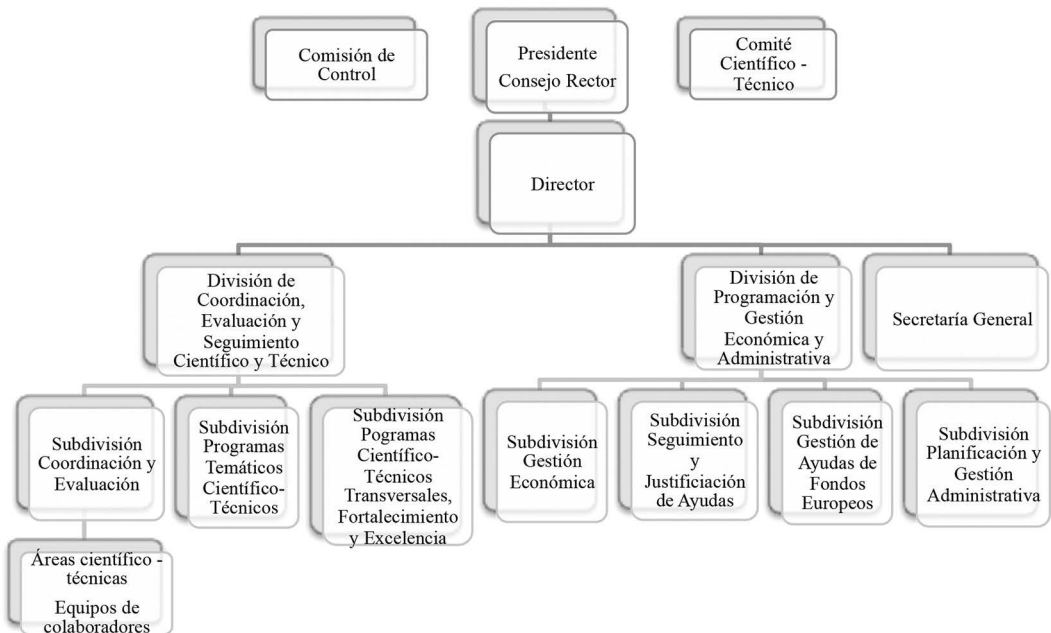 Comisión de
Control
Presidente
Consejo Rector
Comité
Científico -
Técnico
Director
División de
Coordinación,
Evaluación y
Seguimiento
Científico y Técnico
División de
Programación y
Gestión
Económica y
Administrativa
Secretaría General
Subdivisión
Coordinación y
Evaluación
Subdivisión
Programas
Temáticos
Científico-
Técnicos
Subdivisión
Pogramas
Científico-
Técnicos
Transversales,
Fortalecimiento
y Excelencia
Subdivisión
Gestión
Económica
Subdivisión
Seguimiento
y
Justificiación
de Ayudas
Subdivisión
Gestión de
Ayudas de
Fondos
Europeos
Subdivisión
Planificación y
Gestión
Administrativa
Áreas científico -
técnicas
Equipos de
colaboradores